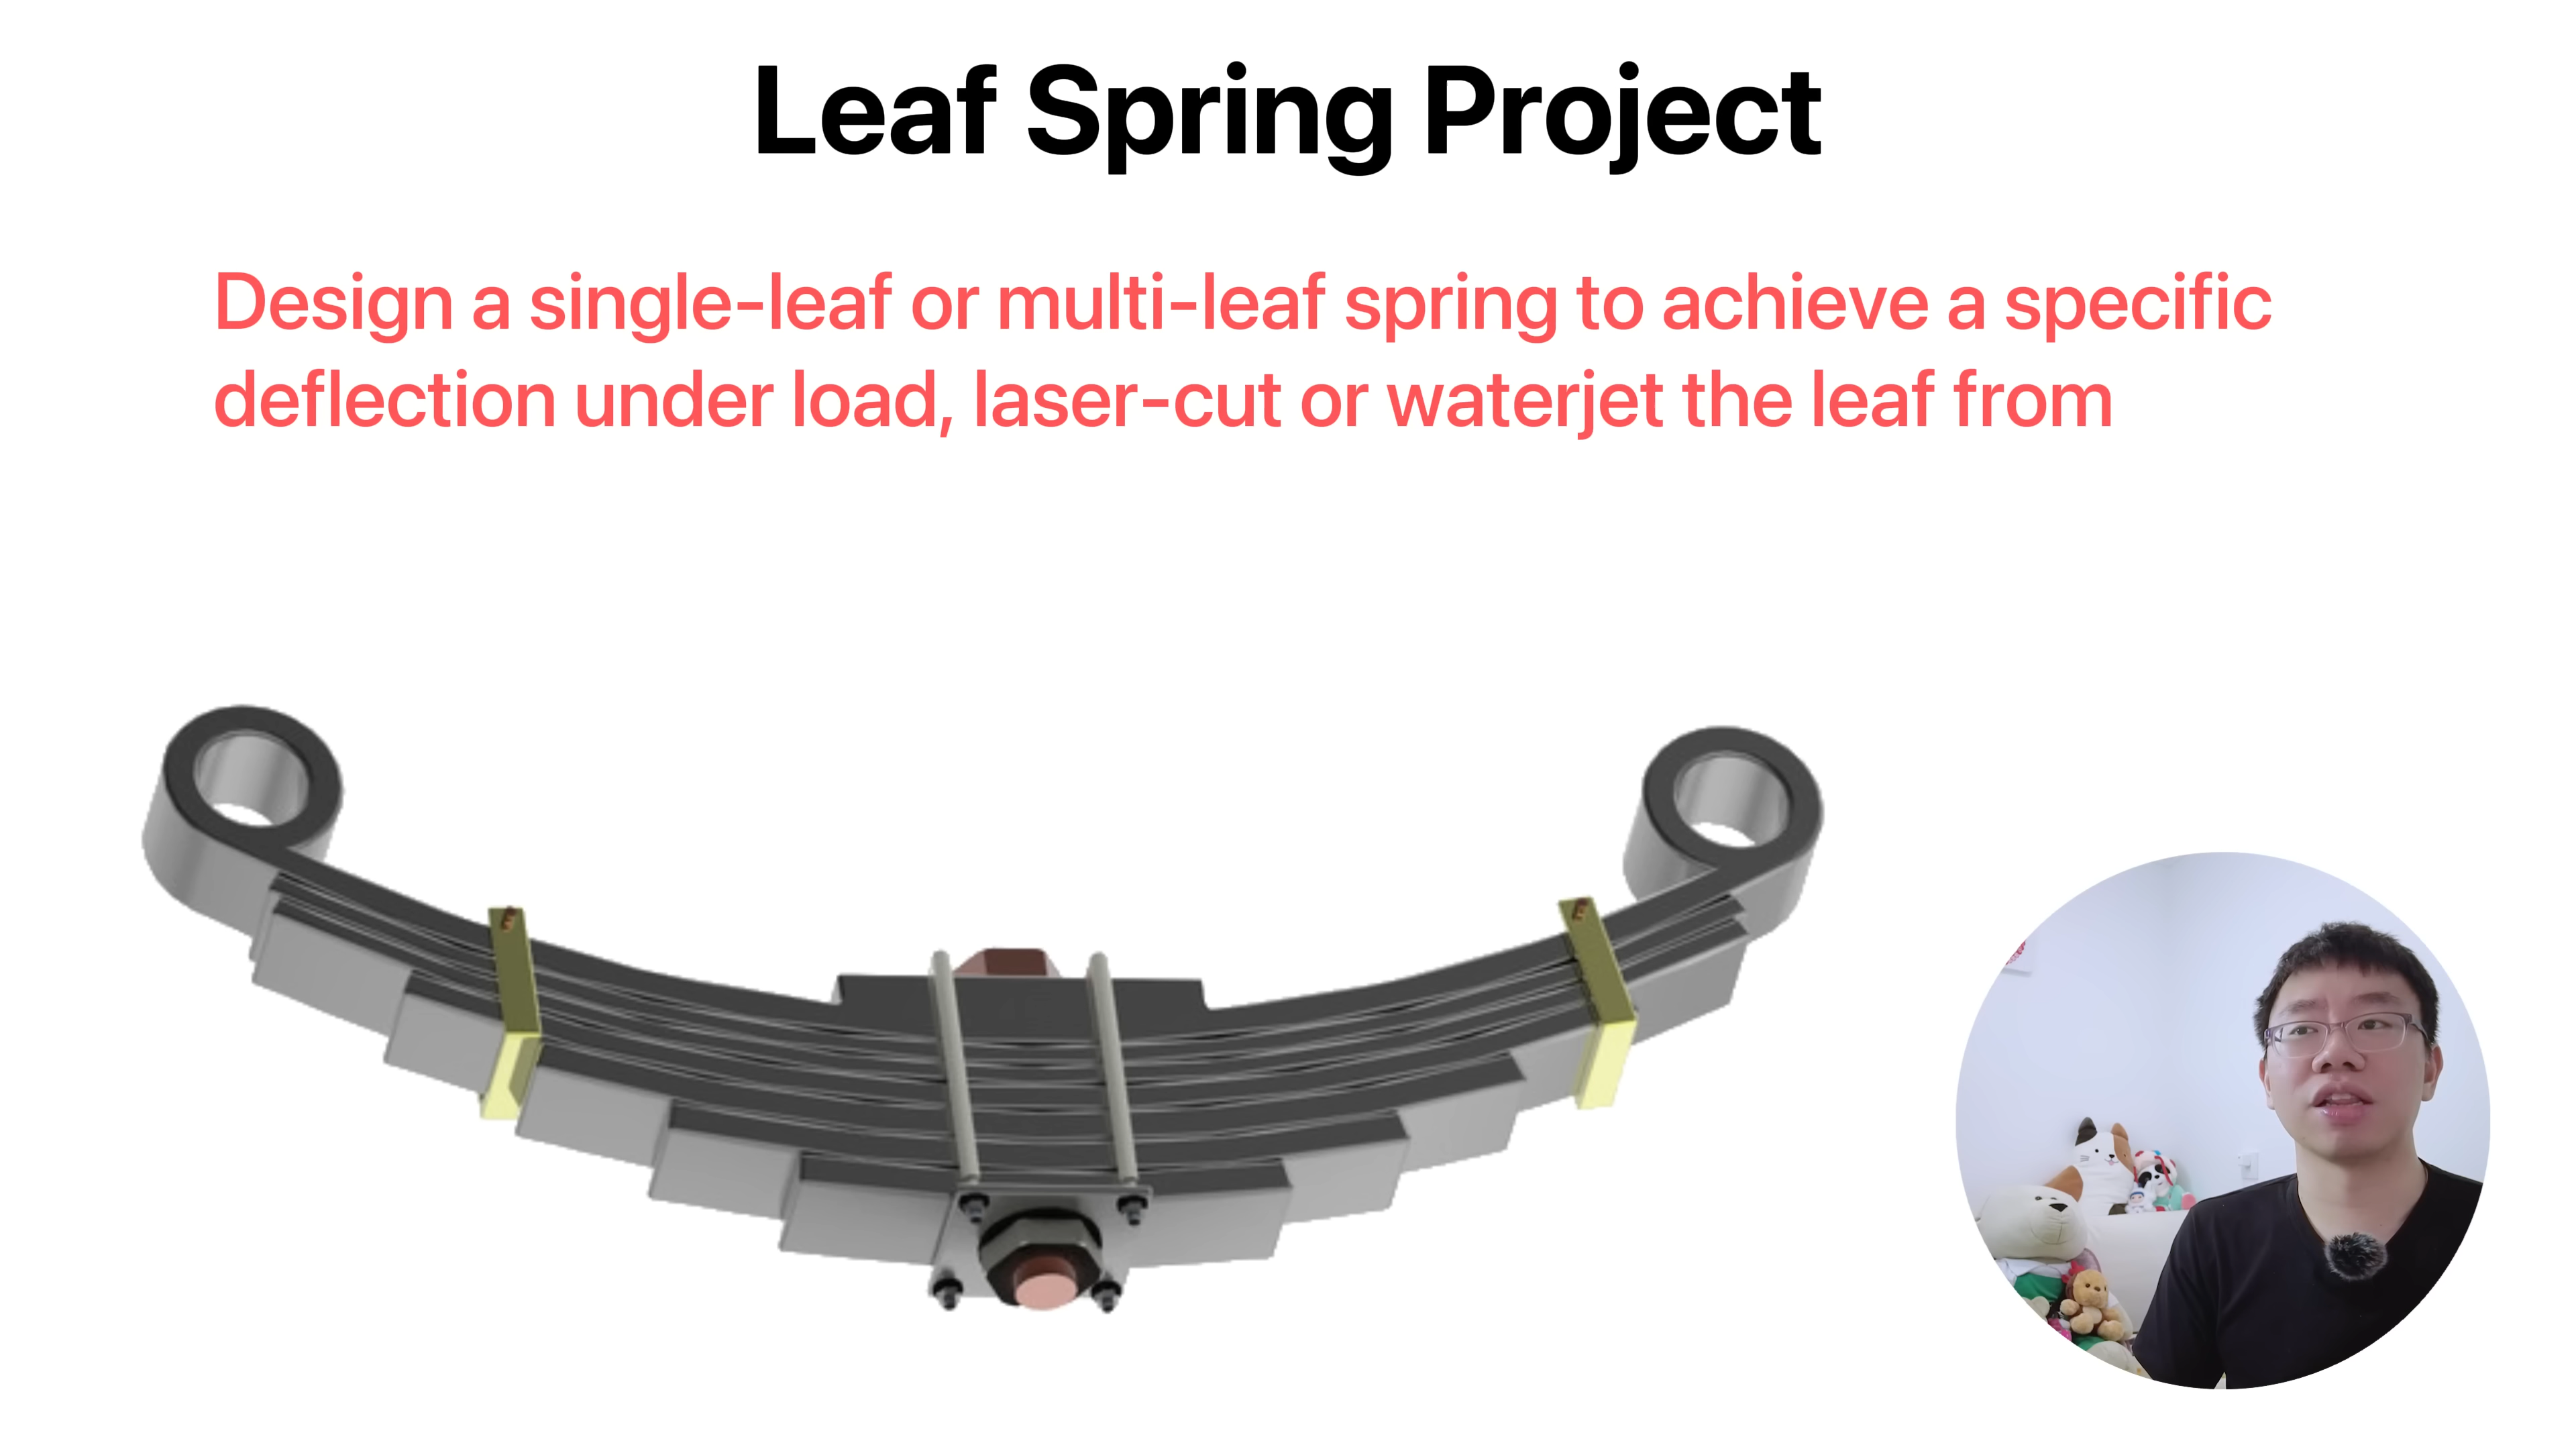 Leaf Spring Project
Design a single-leaf or multi-leaf spring to achieve a specific
deflection under load, laser-cut or waterjet the leaf from